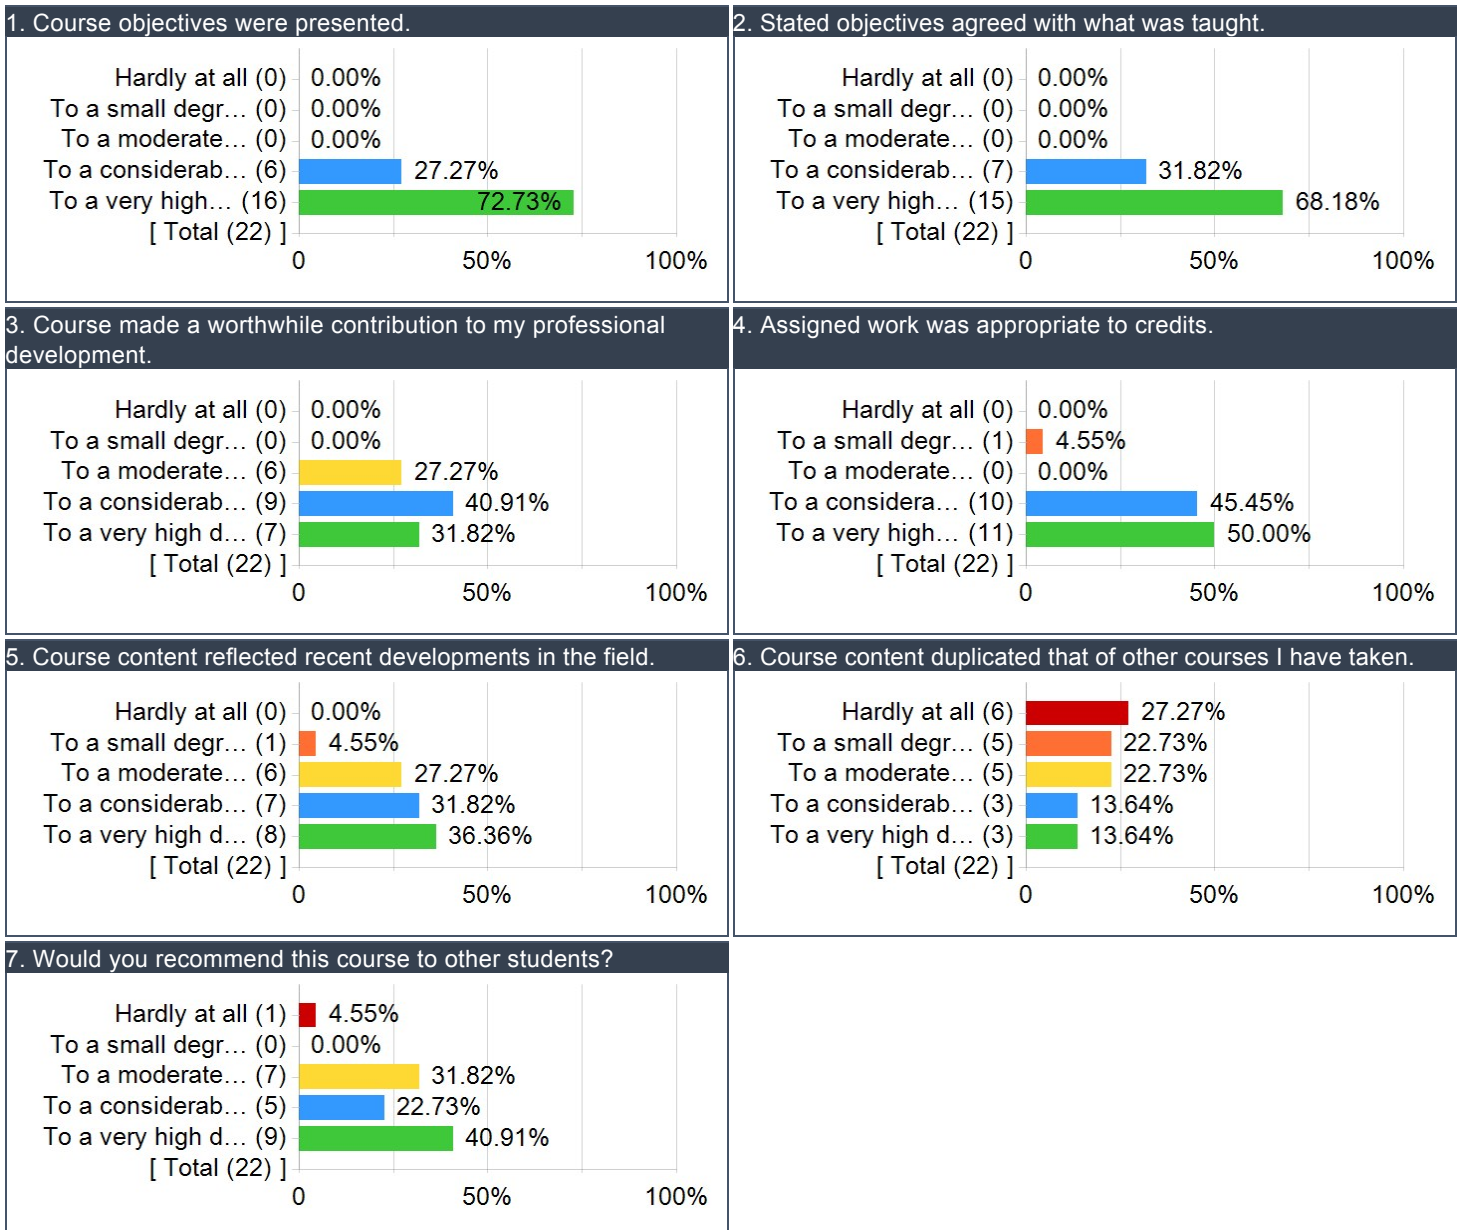 1. Course objectives were presented.
Hardly at all (0) 0.00%
To a small degr... (0) 0.00%
To a moderate... (0) 0.00%
To a considerab... (6) 27.27%
To a very high... (16) 72.73%
[ Total (22) ]
0 50% 100%
2. Stated objectives agreed with what was taught.
Hardly at all (0) 0.00%
To a small degr... (0) 0.00%
To a moderate... (0) 0.00%
To a considerab... (7) 31.82%
To a very high... (15) 68.18%
[ Total (22) ]
0 50% 100%
3. Course made a worthwhile contribution to my professional
development.
Hardly at all (0) 0.00%
To a small degr... (0) 0.00%
To a moderate... (6) 27.27%
To a considerab... (9) 40.91%
To a very high d... (7) 31.82%
[ Total (22) ]
0 50% 100%
4. Assigned work was appropriate to credits.
Hardly at all (0) 0.00%
To a small degr... (1) 4.55%
To a moderate... (0) 0.00%
To a considera... (10) 45.45%
To a very high... (11) 50.00%
[ Total (22) ]
0 50% 100%
5. Course content reflected recent developments in the field.
Hardly at all (0) 0.00%
To a small degr... (1) 4.55%
To a moderate... (6) 27.27%
To a considerab... (7) 31.82%
To a very high d... (8) 36.36%
[ Total (22) ]
0 50% 100%
6. Course content duplicated that of other courses I have taken.
Hardly at all (6) 27.27%
To a small degr... (5) 22.73%
To a moderate... (5) 22.73%
To a considerab... (3) 13.64%
To a very high d... (3) 13.64%
[ Total (22) ]
0 50% 100%
7. Would you recommend this course to other students?
Hardly at all (1) 4.55%
To a small degr... (0) 0.00%
To a moderate... (7) 31.82%
To a considerab... (5) 22.73%
To a very high d... (9) 40.91%
[ Total (22) ]
0 50% 100%